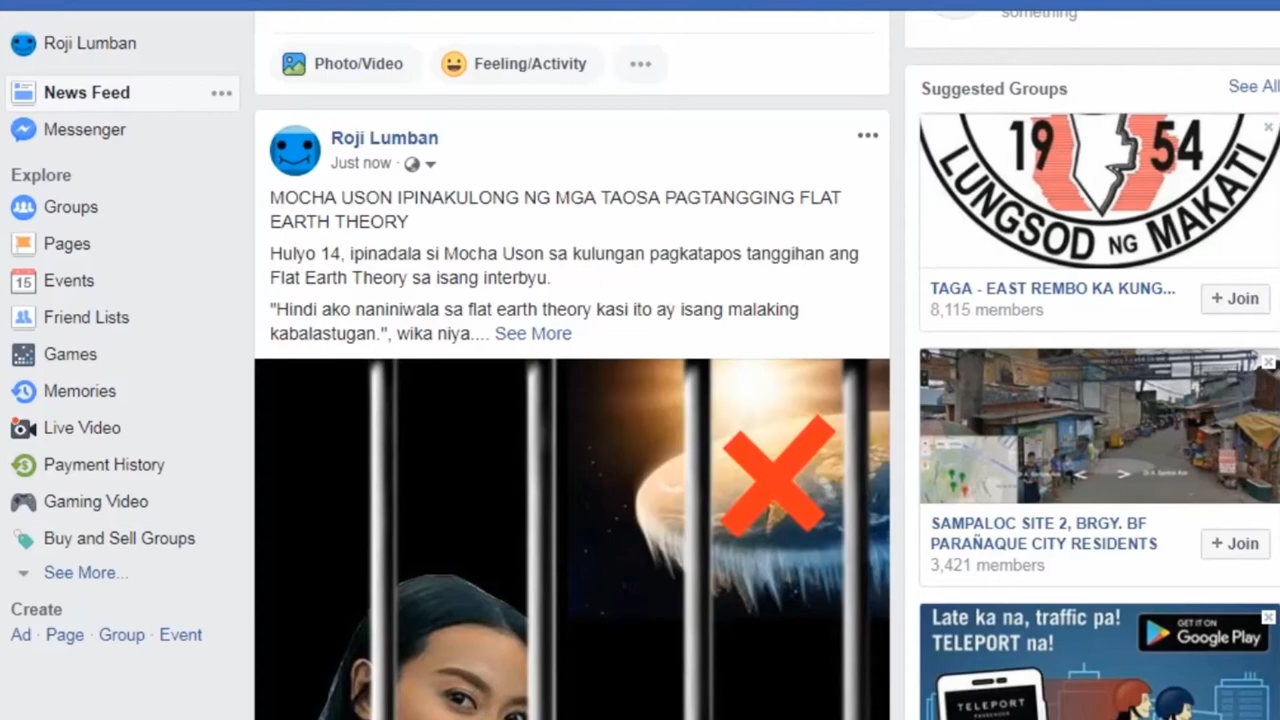 something
Roji Lumban
News Feed
Messenger
Explore
Groups
Pages
15
Events
Friend Lists
Games
Memories
Live Video
Payment History
Gaming Video
Buy and Sell Groups
See More...
Create
Ad · Page · Group · Event
Photo/Video
Feeling/Activity
Roji Lumban
Just now ·
MOCHA USON IPINAKULONG NG MGA TAOSA PAGTANGGING FLAT
EARTH THEORY
Hulyo 14, ipinadala si Mocha Uson sa kulungan pagkatapos tanggihan ang
Flat Earth Theory sa isang interbyu.
"Hindi ako naniniwala sa flat earth theory kasi ito ay isang malaking
kabalastugan.", wika niya.... See More
Suggested Groups
See All
19 54
LUNGSOD NG MAKATI
TAGA - EAST REMBO KA KUNG...
8,115 members
+ Join
SAMPALOC SITE 2, BRGY. BF
PARAÑAQUE CITY RESIDENTS
3,421 members
+ Join
Late ka na, traffic pa!
TELEPORT na!
GET IT ON
Google Play
TELEPORT